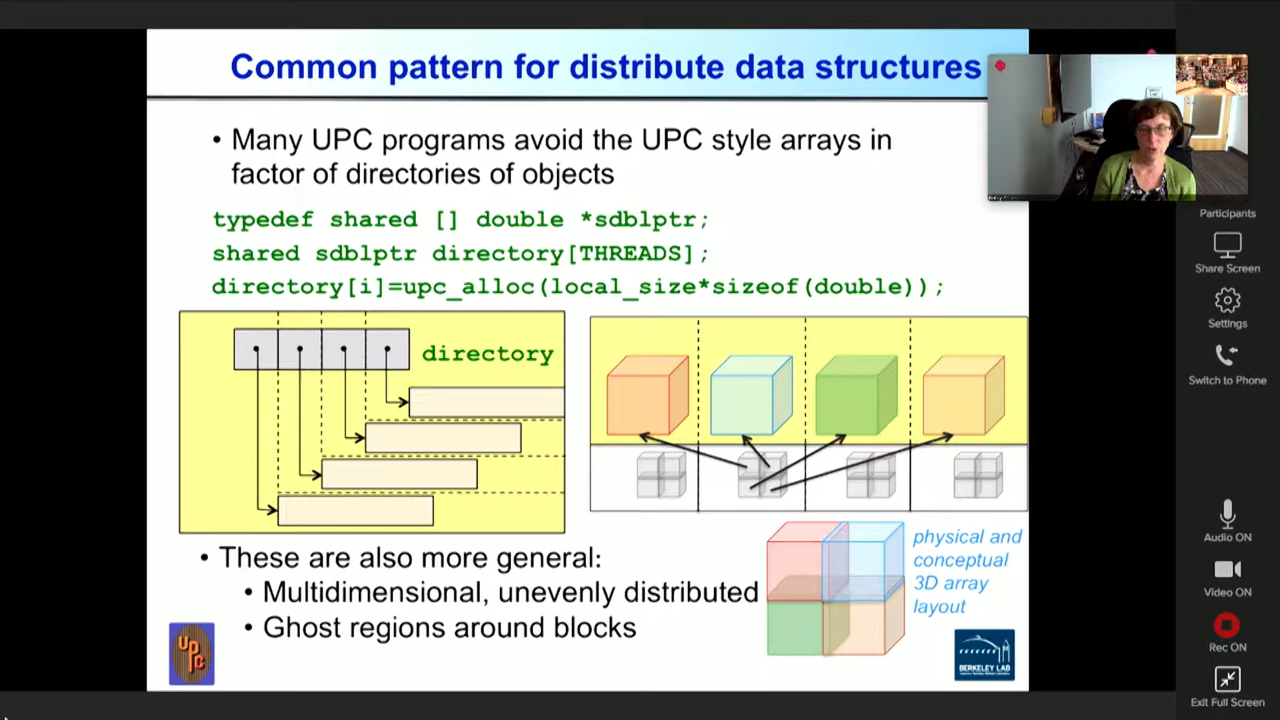 Common pattern for distribute data structures
• Many UPC programs avoid the UPC style arrays in
factor of directories of objects
typedef shared [] double *sdblptr;
shared sdblptr directory[THREADS];
directory[i]=upc_alloc(local_size*sizeof(double));
directory
physical and
conceptual
3D array
layout
• These are also more general:
• Multidimensional, unevenly distributed
• Ghost regions around blocks
UPC
BERKELEY LAB
Participants
Share Screen
Settings
Switch to Phone
Audio ON
Video ON
Rec ON
Exit Full Screen